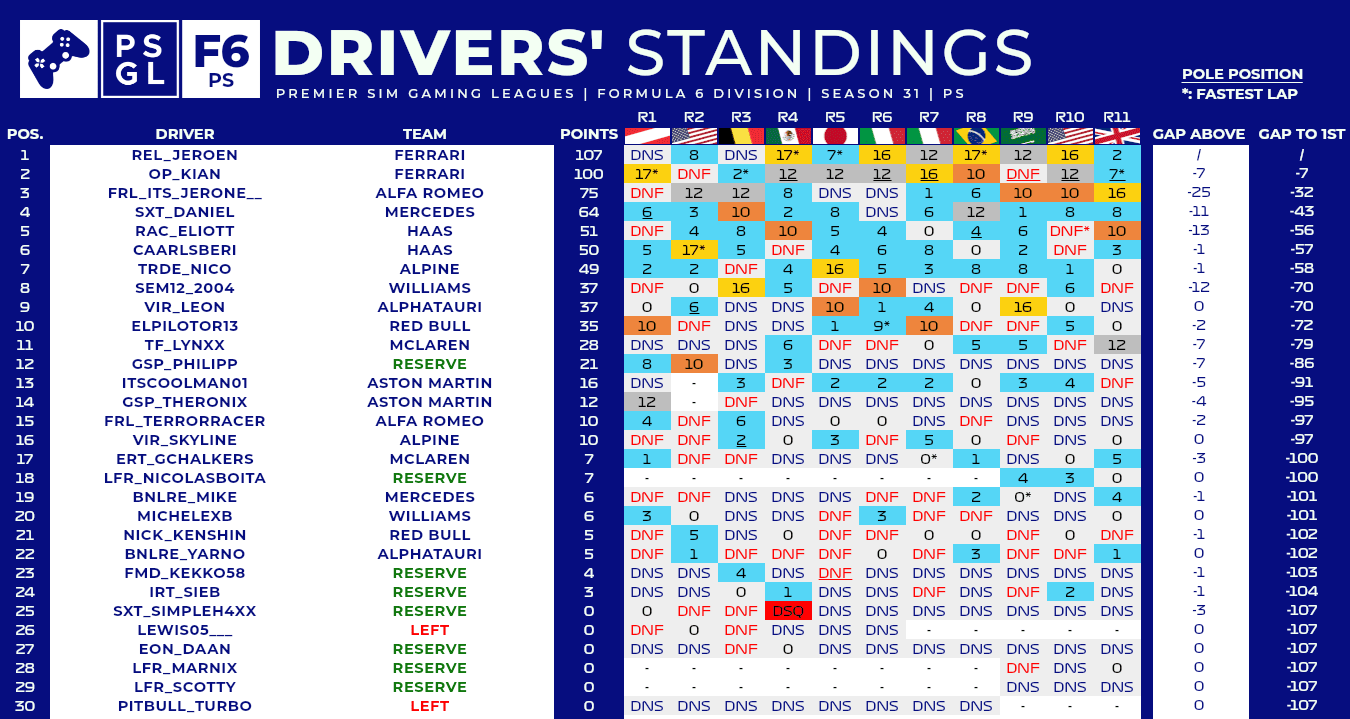 PS
GL
F6
PS
DRIVERS' STANDINGS
PREMIER SIM GAMING LEAGUES | FORMULA 6 DIVISION | SEASON 31 | PS
POLE POSITION
*: FASTEST LAP
R1 R2 R3 R4 R5 R6 R7 R8 R9 R10 R11
POS. DRIVER TEAM POINTS GAP ABOVE GAP TO 1ST
1 REL_JEROEN FERRARI 107 DNS 8 DNS 17* 7* 16 12 17* 12 16 2 / /
2 OP_KIAN FERRARI 100 17* DNF 2* 12 12 12 16 10 DNF 12 7* -7 -7
3 FRL_ITS_JERONE__ ALFA ROMEO 75 DNF 12 12 8 DNS DNS 1 6 10 10 16 -25 -32
4 SXT_DANIEL MERCEDES 64 6 3 10 2 8 DNS 6 12 1 8 8 -11 -43
5 RAC_ELIOTT HAAS 51 DNF 4 8 10 5 4 0 4 6 DNF* 10 -13 -56
6 CAARLSBERI HAAS 50 5 17* 5 DNF 4 6 8 0 2 DNF 3 -1 -57
7 TRDE_NICO ALPINE 49 2 2 DNF 4 16 5 3 8 8 1 0 -1 -58
8 SEM12_2004 WILLIAMS 37 DNF 0 16 5 DNF 10 DNS DNF DNF 6 DNF -12 -70
9 VIR_LEON ALPHATAURI 37 0 6 DNS DNS 10 1 4 0 16 0 DNS 0 -70
10 ELPILOTOR13 RED BULL 35 10 DNF DNS DNS 1 9* 10 DNF DNF 5 0 -2 -72
11 TF_LYNXX MCLAREN 28 DNS DNS DNS 6 DNF DNF 0 5 5 DNF 12 -7 -79
12 GSP_PHILIPP RESERVE 21 8 10 DNS 3 DNS DNS DNS DNS DNS DNS DNS -7 -86
13 ITSCOOLMAN01 ASTON MARTIN 16 DNS - 3 DNF 2 2 2 0 3 4 DNF -5 -91
14 GSP_THERONIX ASTON MARTIN 12 12 - DNF DNS DNS DNS DNS DNS DNS DNS DNS -4 -95
15 FRL_TERRORRACER ALFA ROMEO 10 4 DNF 6 DNS 0 0 DNS DNS DNF DNS DNF -2 -97
16 VIR_SKYLINE ALPINE 10 DNF DNF 2 0 3 DNF 5 0 DNF DNS 0 0 -97
17 ERT_GCHALKERS MCLAREN 7 1 DNF DNF DNS DNS DNS 0* 1 DNS 0 5 -3 -100
18 LFR_NICOLASBOITA RESERVE 7 - - - - - - - - 4 3 0 0 -100
19 BNLRE_MIKE MERCEDES 6 DNF DNF DNS DNS DNS DNF DNF 2 0* DNS 4 -1 -101
20 MICHELEXB WILLIAMS 6 3 0 DNS DNS DNF 3 DNF DNF DNS DNS 0 0 -101
21 NICK_KENSHIN RED BULL 5 DNF 5 DNS 0 DNF DNF 0 0 DNF 0 DNF -1 -102
22 BNLRE_YARNO ALPHATAURI 5 DNF 1 DNF DNF DNF 0 DNF 3 DNF DNF 1 0 -102
23 FMD_KEKKO58 RESERVE 4 DNS DNS 4 DNS DNF DNS DNS DNS DNS DNS DNS -1 -103
24 IRT_SIEB RESERVE 3 DNS DNS 0 1 DNS DNS DNF DNS DNF 2 DNS -1 -104
25 SXT_SIMPLEH4XX RESERVE 0 0 DNF DNF DSQ DNS DNS DNS DNS DNS DNS DNS -3 -107
26 LEWIS05___ LEFT 0 DNF 0 DNF DNS DNS DNS - - - - - 0 -107
27 EON_DAAN RESERVE 0 DNS DNS DNF 0 DNS DNS DNS DNS DNS DNS DNS 0 -107
28 LFR_MARNIX RESERVE 0 - - - - - - - - DNF DNS 0 0 -107
29 LFR_SCOTTY RESERVE 0 - - - - - - - - DNS DNS DNS 0 -107
30 PITBULL_TURBO LEFT 0 DNS DNS DNS DNS DNS DNS DNS DNS - - - 0 -107